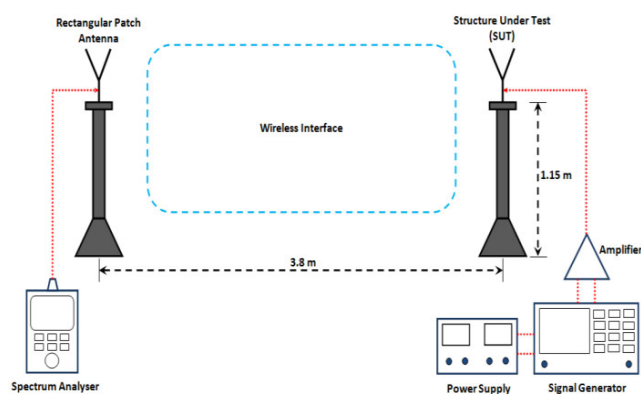 Rectangular Patch
Antenna
Structure Under Test
(SUT)
Wireless Interface
1.15 m
3.8 m
Amplifier
Spectrum Analyser
Power Supply
Signal Generator